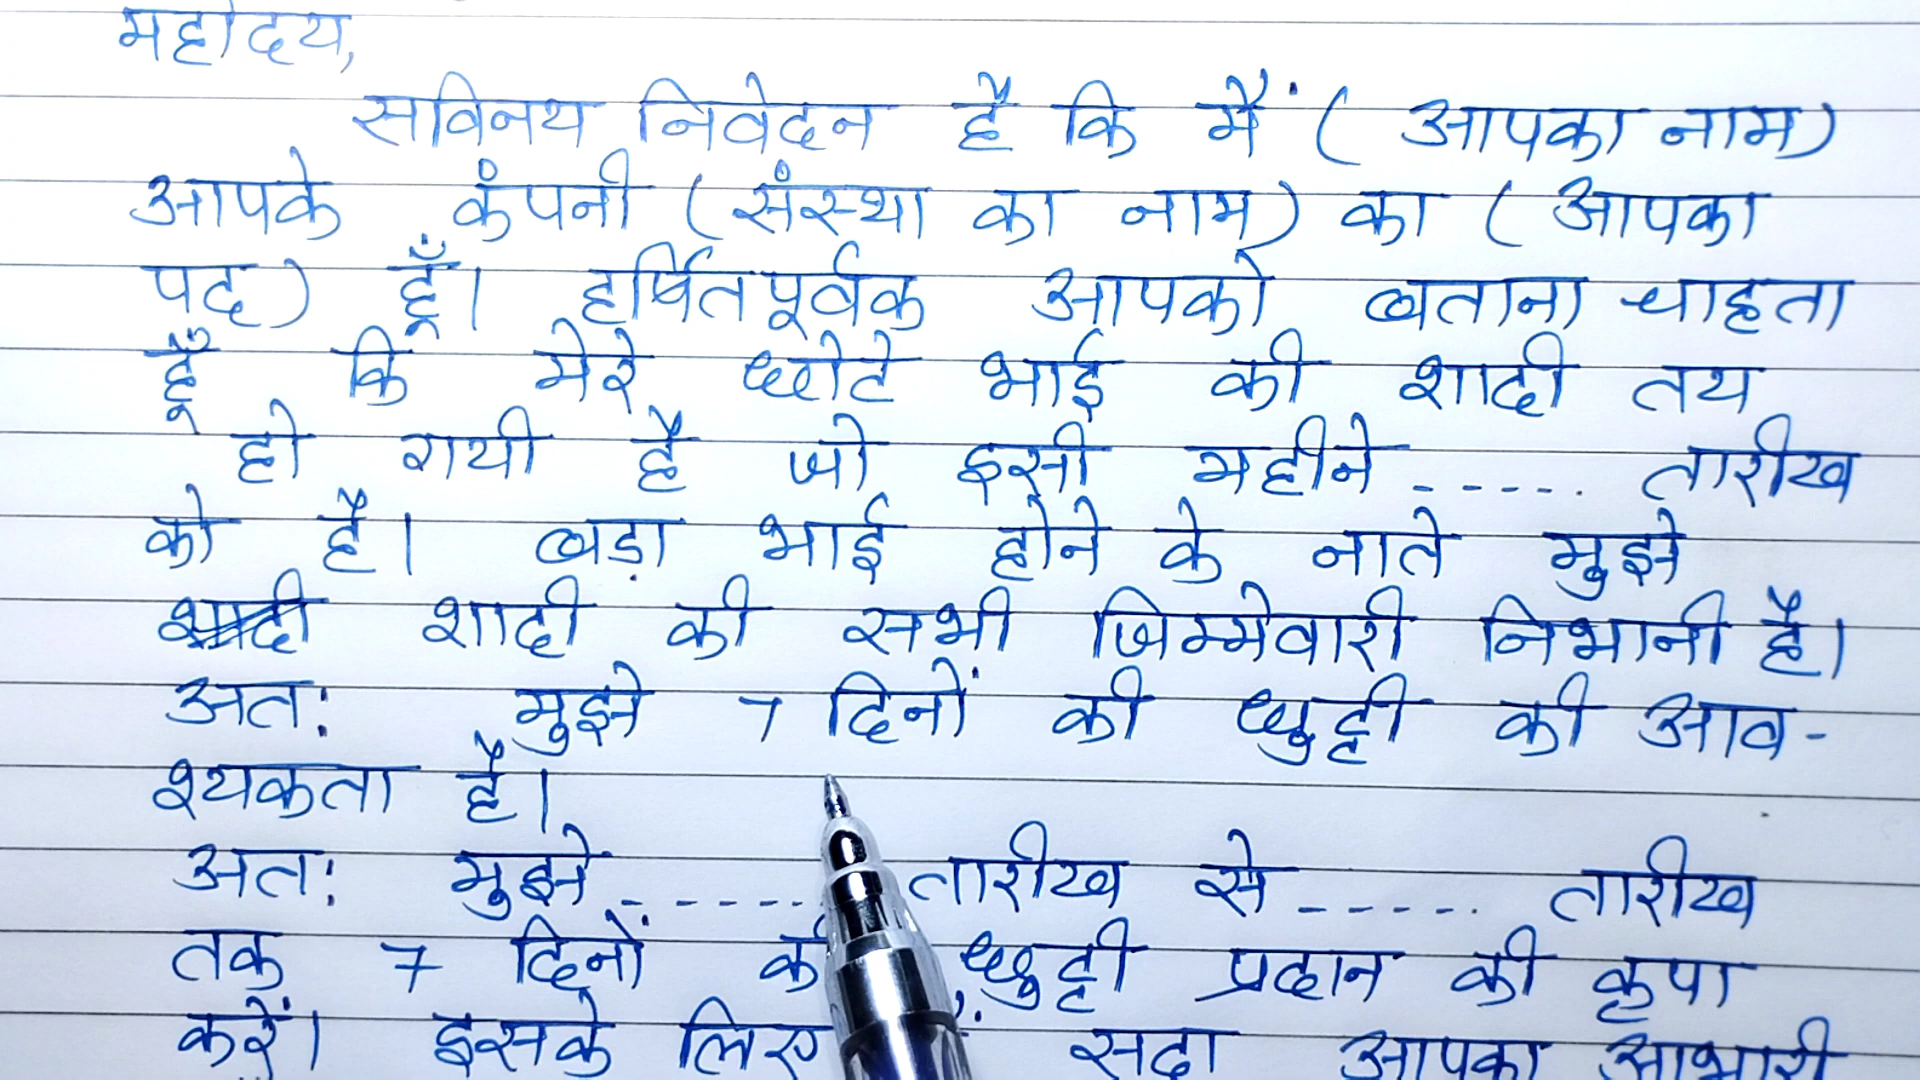 महोदय,
सविनय निवेदन है कि मैं ( आपका नाम)
आपके कंपनी (संस्था का नाम) का ( आपका
पद) हूँ। हर्षितपूर्वक आपको बताना चाहता
हूँ कि मेरे छोटे भाई की शादी तय
हो गयी है जो इसी महीने ----- तारीख
को है। बड़ा भाई होने के नाते मुझे
शादी की सभी जिम्मेवारी निभानी है।
अत: मुझे 7 दिनों की छुट्टी की आव-
श्यकता है।
अत: मुझे ------ तारीख से ----- तारीख
तक 7 दिनों छुट्टी प्रदान की कृपा
करें। इसके लिए सदा आपका आभारी